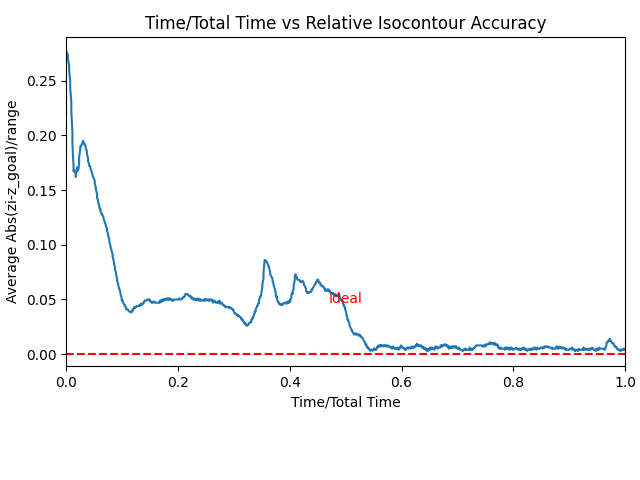 Time/Total Time vs Relative Isocontour Accuracy
Average Abs(zi-z_goal)/range
0.25
0.20
0.15
0.10
0.05
0.00
Ideal
0.0 0.2 0.4 0.6 0.8 1.0
Time/Total Time